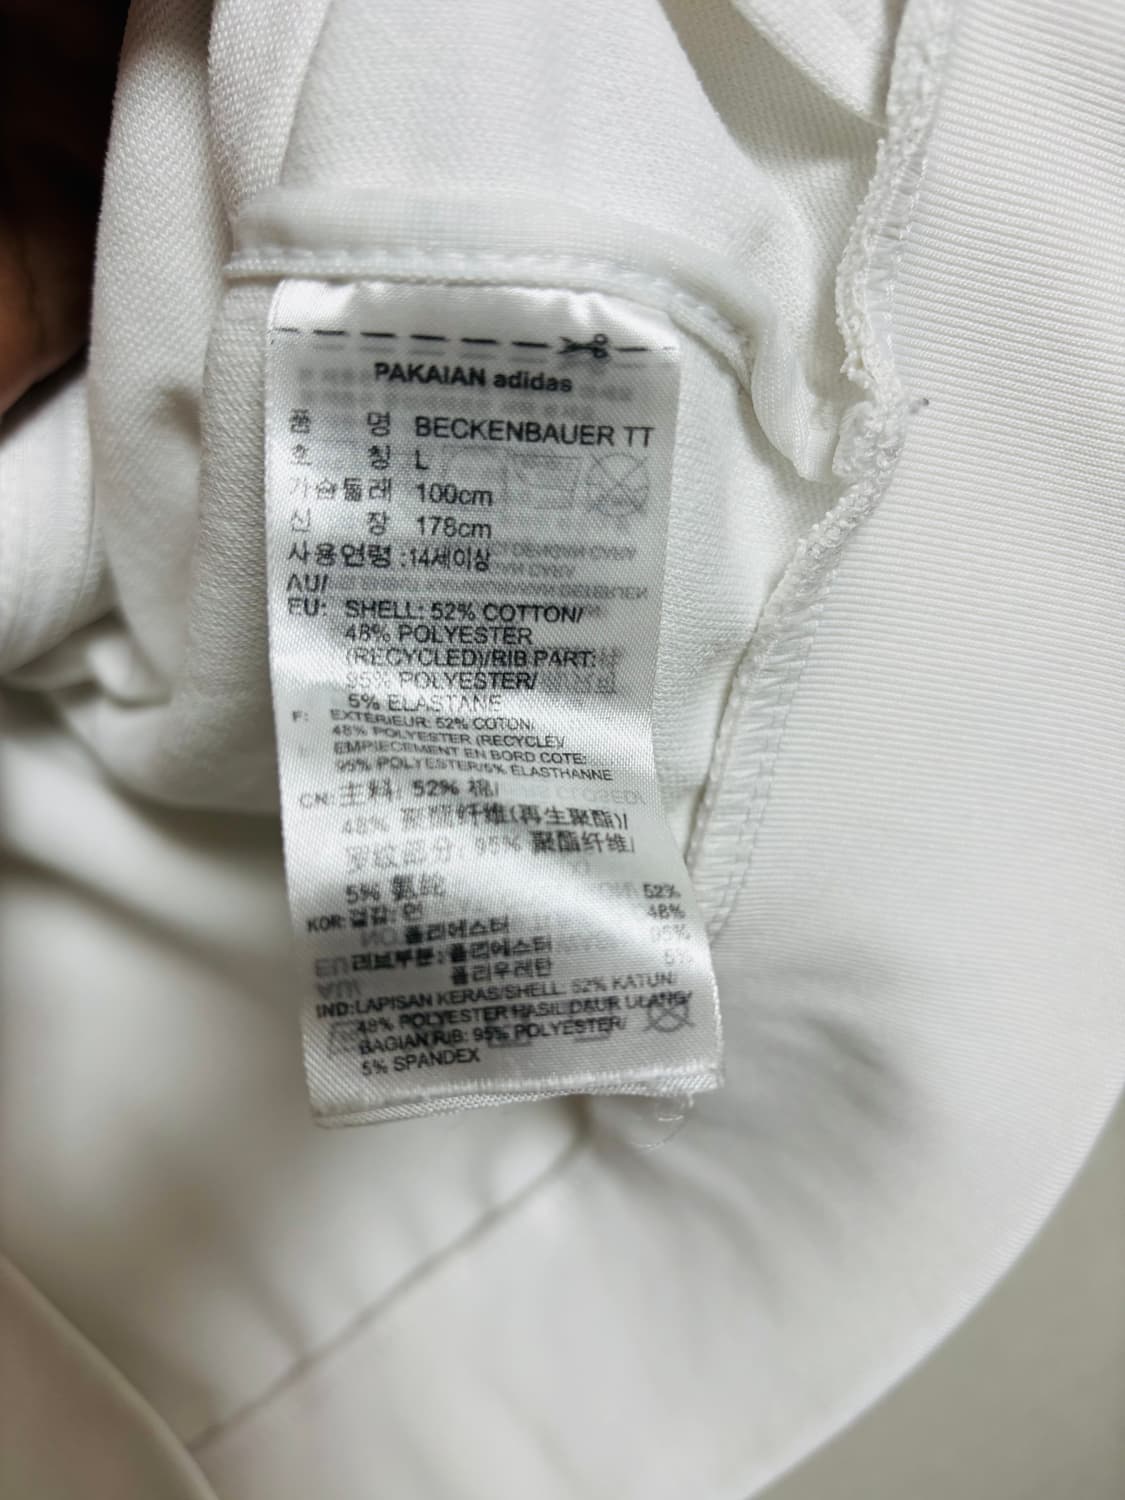 PAKAIAN adidas
품 명 BECKENBAUER TT
호 칭 L
가슴둘레 100cm
신 장 178cm
사용연령 :14세이상
AU/
EU: SHELL: 52% COTTON/
48% POLYESTER
(RECYCLED)/RIB PART:
95% POLYESTER/
5% ELASTANE
F: EXTÉRIEUR: 52% COTON/
48% POLYESTER (RECYCLÉ)/
EMPIECEMENT EN BORD COTE:
95% POLYESTER/5% ÉLASTHANNE
CN: 主料: 52% 棉/
48% 聚酯纤维(再生聚酯)/
罗纹部分: 95% 聚酯纤维/
5% 氨纶
KOR: 겉감: 면 52%
폴리에스터 48%
리브부분: 폴리에스터 95%
폴리우레탄 5%
IND: LAPISAN KERAS/SHELL: 52% KATUN/
48% POLYESTER HASIL DAUR ULANG/
BAGIAN RIB: 95% POLYESTER/
5% SPANDEX